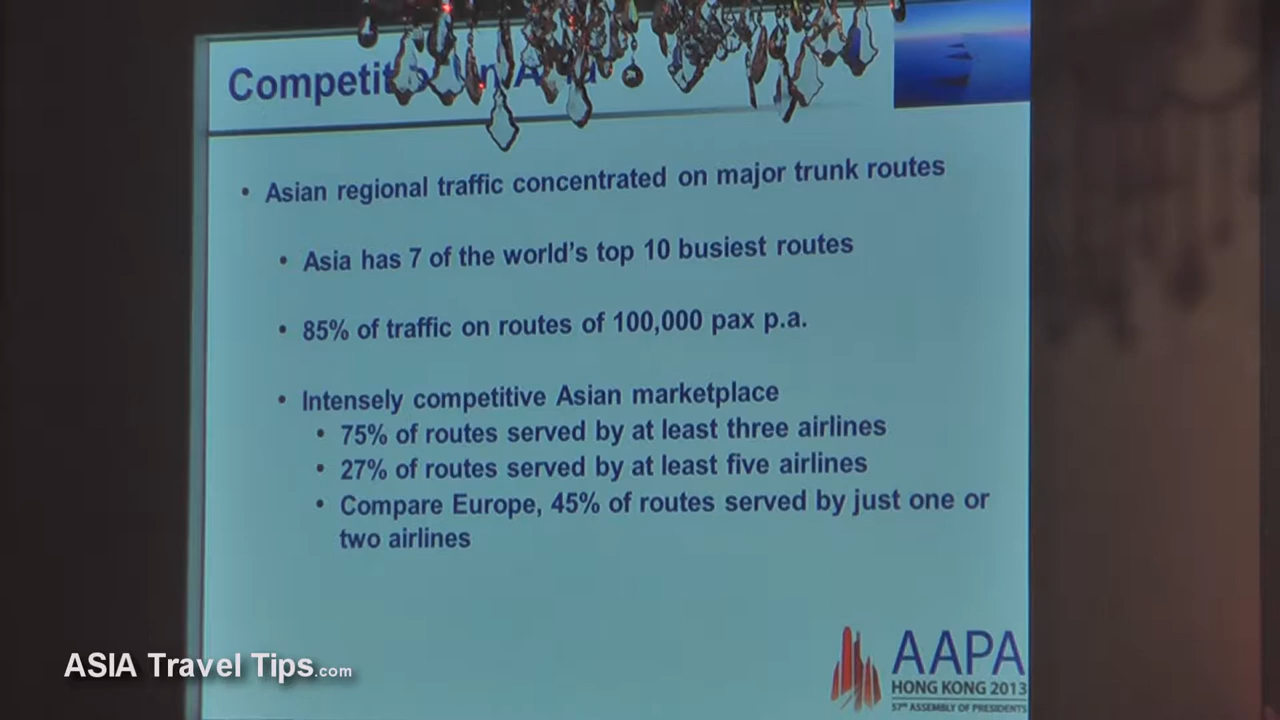 • Asian regional traffic concentrated on major trunk routes
• Asia has 7 of the world's top 10 busiest routes
• 85% of traffic on routes of 100,000 pax p.a.
• Intensely competitive Asian marketplace
• 75% of routes served by at least three airlines
• 27% of routes served by at least five airlines
• Compare Europe, 45% of routes served by just one or
two airlines
ASIA Travel Tips.com
AAPA
HONG KONG 2013
57TH ASSEMBLY OF PRESIDENTS